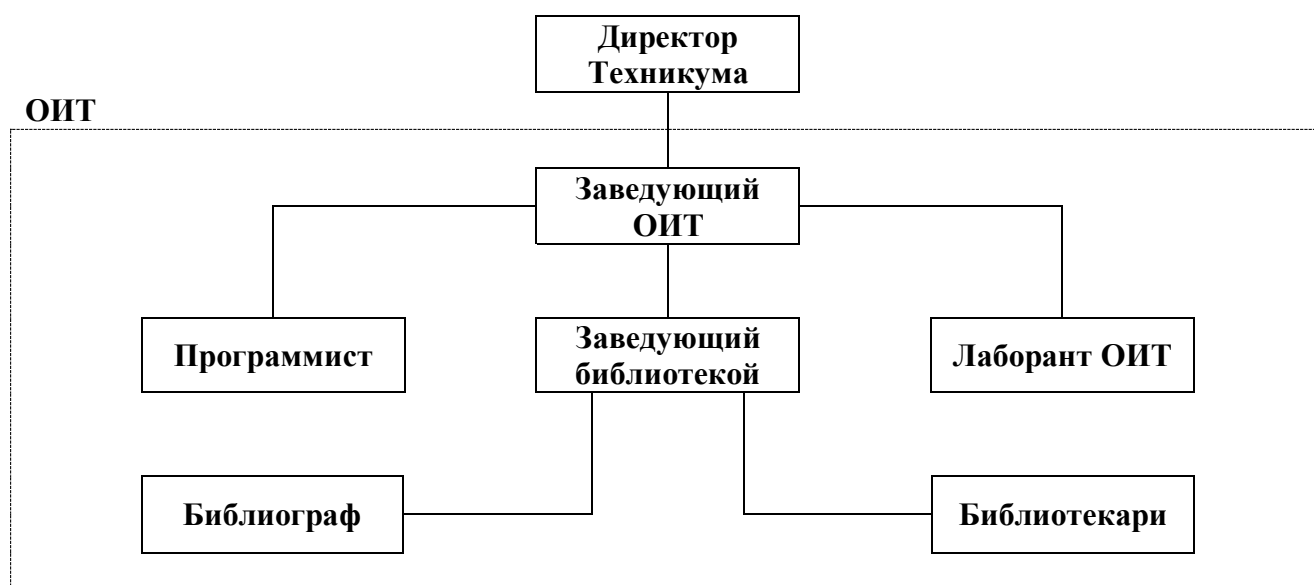 Директор
Техникума
ОИТ
Заведующий
ОИТ
Программист
Заведующий
библиотекой
Лаборант ОИТ
Библиограф
Библиотекари